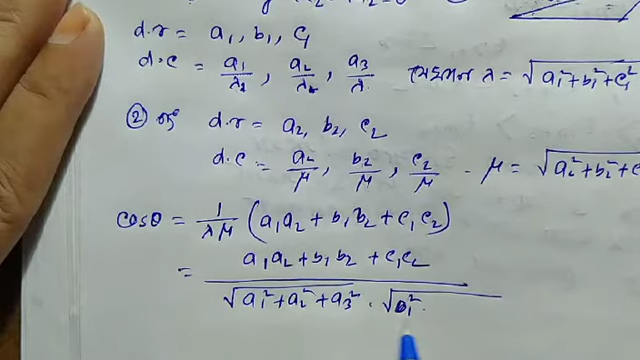 d.r = a₁, b₁, c₁
d.c = a₁/λ, a₂/λ, a₃/λ যেখানে λ = √(a₁²+b₁²+c₁²
② নং d.r = a₂, b₂, c₂
d.c = a₂/μ, b₂/μ, c₂/μ . μ = √(a₂²+b₂²+c
cosθ = 1/λμ (a₁a₂ + b₁b₂ + c₁c₂)
= (a₁a₂ + b₁b₂ + c₁c₂) / (√(a₁²+a₂²+a₃²) . √(b₁²